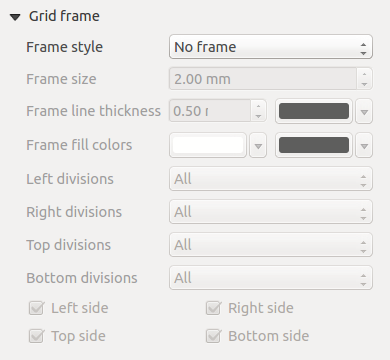 Grid frame
Frame style No frame
Frame size 2.00 mm
Frame line thickness 0.50
Frame fill colors
Left divisions All
Right divisions All
Top divisions All
Bottom divisions All
Left side Right side
Top side Bottom side